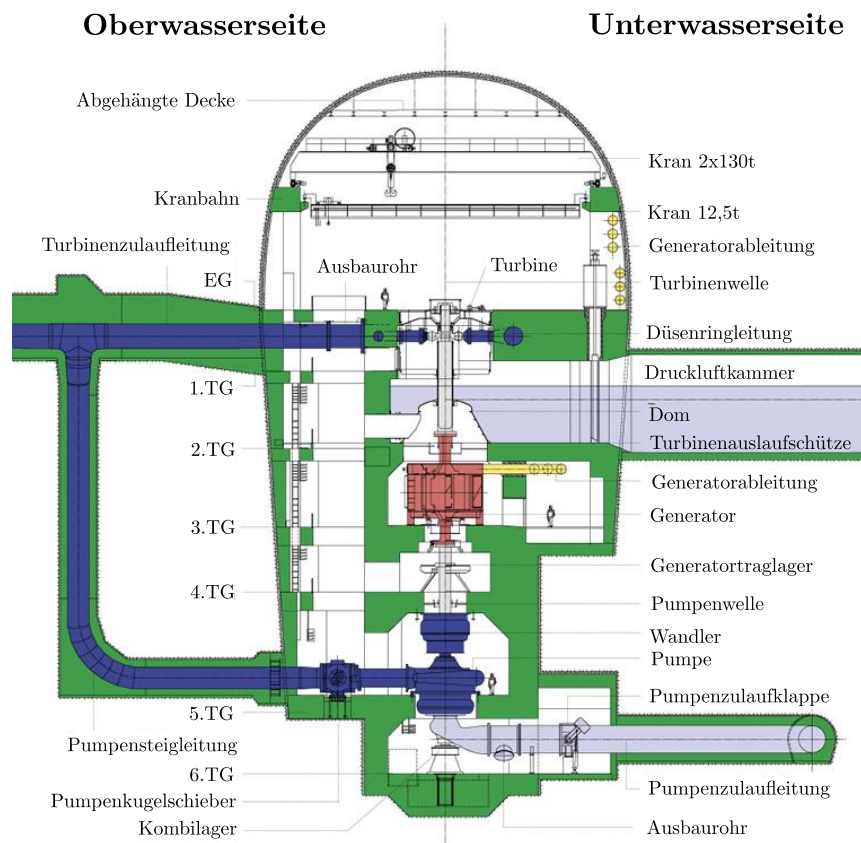 Oberwasserseite
Unterwasserseite
Abgehängte Decke
Kran 2x130t
Kranbahn
Kran 12,5t
Turbinenzulaufleitung
Generatorableitung
EG
Ausbaurohr
Turbine
Turbinenwelle
Düsenringleitung
Druckluftkammer
1.TG
Dom
2.TG
Turbinenauslaufschütze
Generatorableitung
3.TG
Generator
Generatortraglager
4.TG
Pumpenwelle
Wandler
Pumpe
Pumpenzulaufklappe
5.TG
Pumpensteigleitung
6.TG
Pumpenzulaufleitung
Pumpenkugelschieber
Kombilager
Ausbaurohr